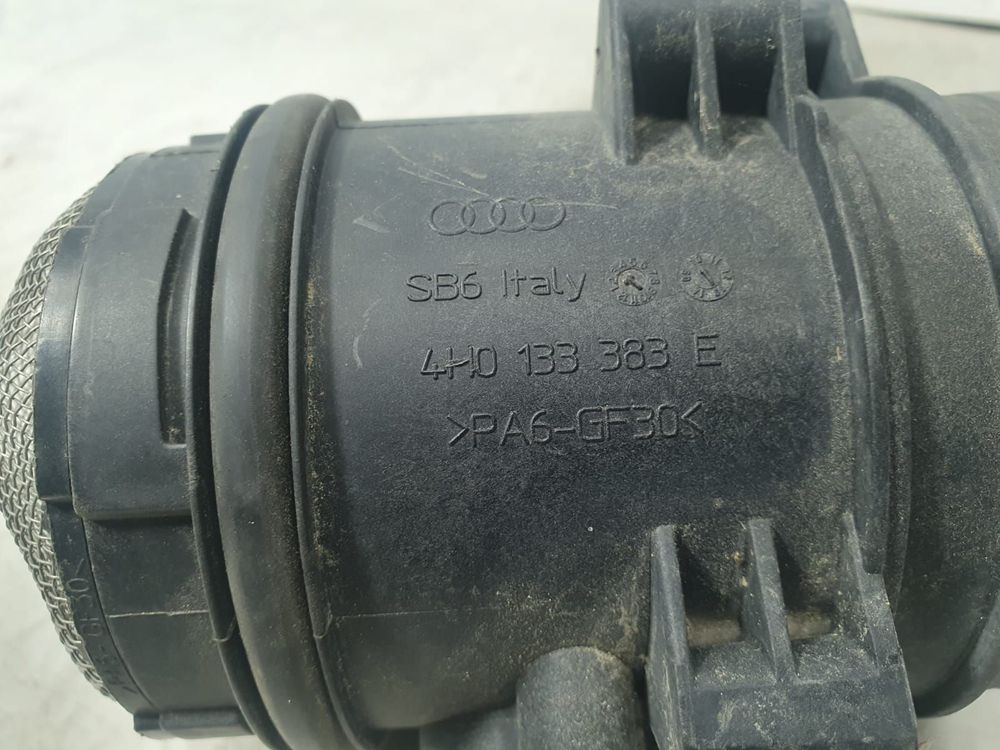 SB6 Italy
4H0 133 383 E
>PA6-GF30<